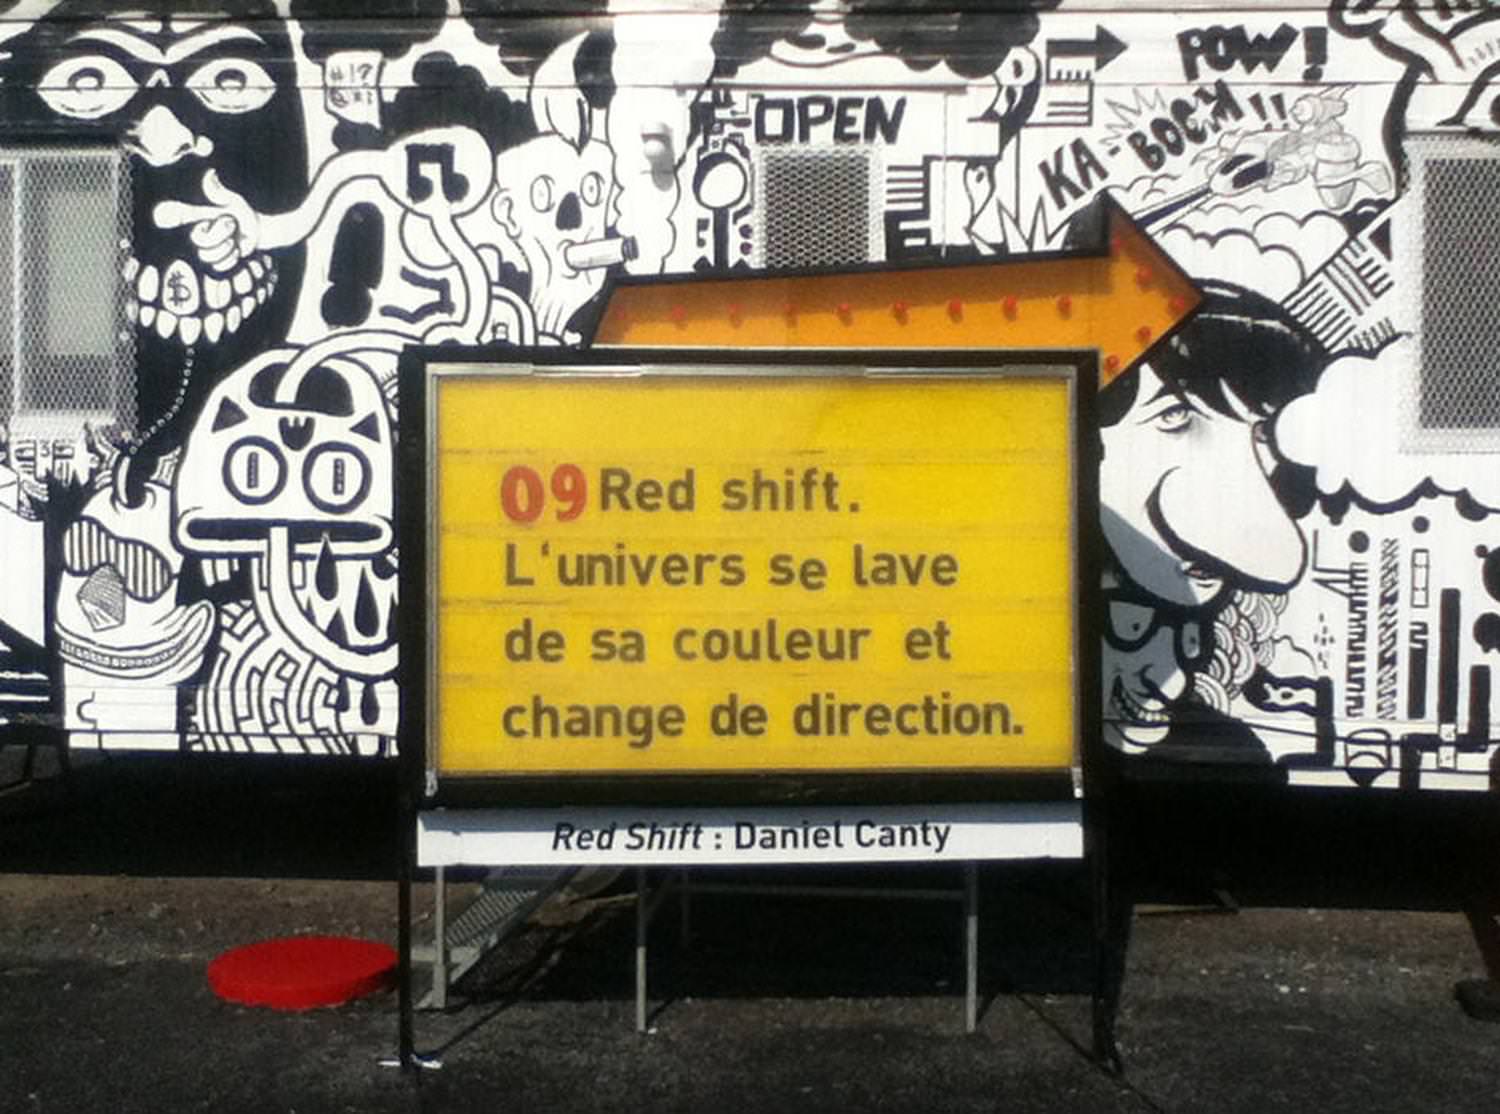 POW!
OPEN
KA-BOOM!!
#!?
$
09 Red shift.
L'univers se lave
de sa couleur et
change de direction.
Red Shift : Daniel Canty